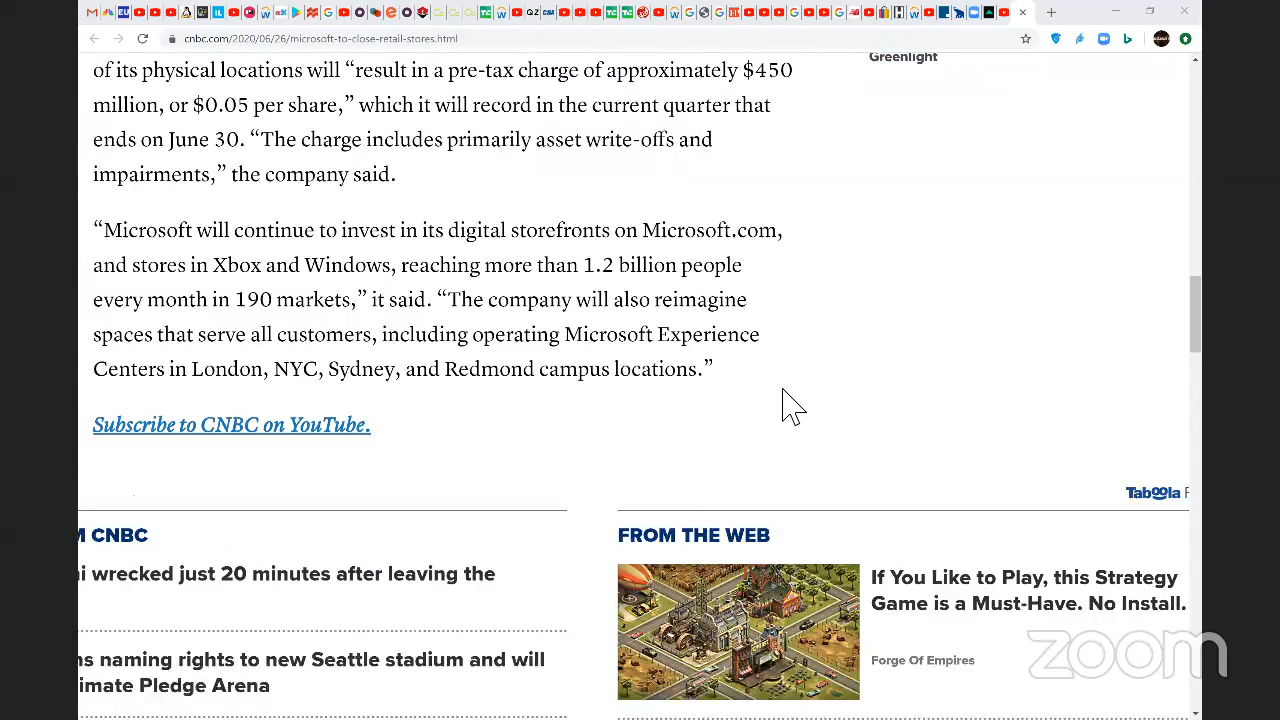 cnbc.com/2020/06/26/microsoft-to-close-retail-stores.html
Greenlight
of its physical locations will “result in a pre-tax charge of approximately $450
million, or $0.05 per share,” which it will record in the current quarter that
ends on June 30. “The charge includes primarily asset write-offs and
impairments,” the company said.
“Microsoft will continue to invest in its digital storefronts on Microsoft.com,
and stores in Xbox and Windows, reaching more than 1.2 billion people
every month in 190 markets,” it said. “The company will also reimagine
spaces that serve all customers, including operating Microsoft Experience
Centers in London, NYC, Sydney, and Redmond campus locations.”
Subscribe to CNBC on YouTube.
Taboola F
M CNBC
i wrecked just 20 minutes after leaving the
ns naming rights to new Seattle stadium and will
imate Pledge Arena
FROM THE WEB
If You Like to Play, this Strategy
Game is a Must-Have. No Install.
Forge Of Empires
zoom